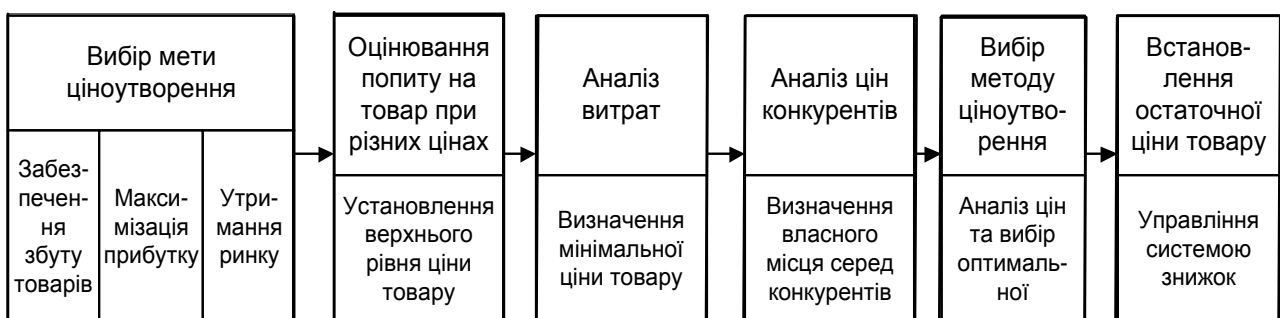 Вибір мети
ціноутворення
Забез-
печен-
ня
збуту
товарів
Макси-
мізація
прибутку
Утри-
мання
ринку
Оцінювання
попиту на
товар при
різних цінах
Установлення
верхнього
рівня ціни
товару
Аналіз
витрат
Визначення
мінімальної
ціни товару
Аналіз цін
конкурентів
Визначення
власного
місця серед
конкурентів
Вибір
методу
ціноутво-
рення
Аналіз цін
та вибір
оптималь-
ної
Встанов-
лення
остаточної
ціни товару
Управління
системою
знижок